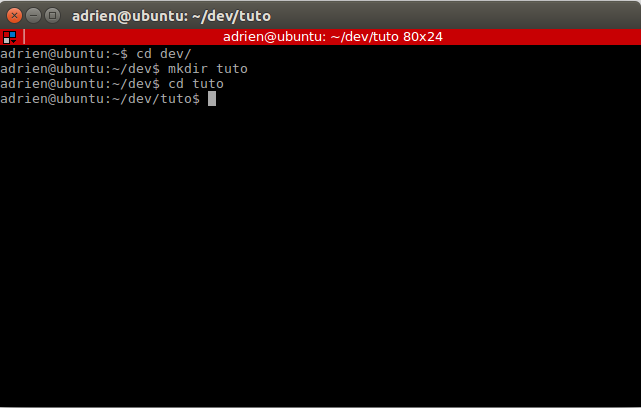 adrien@ubuntu: ~/dev/tuto
adrien@ubuntu: ~/dev/tuto 80x24
adrien@ubuntu:~$ cd dev/
adrien@ubuntu:~/dev$ mkdir tuto
adrien@ubuntu:~/dev$ cd tuto
adrien@ubuntu:~/dev/tuto$